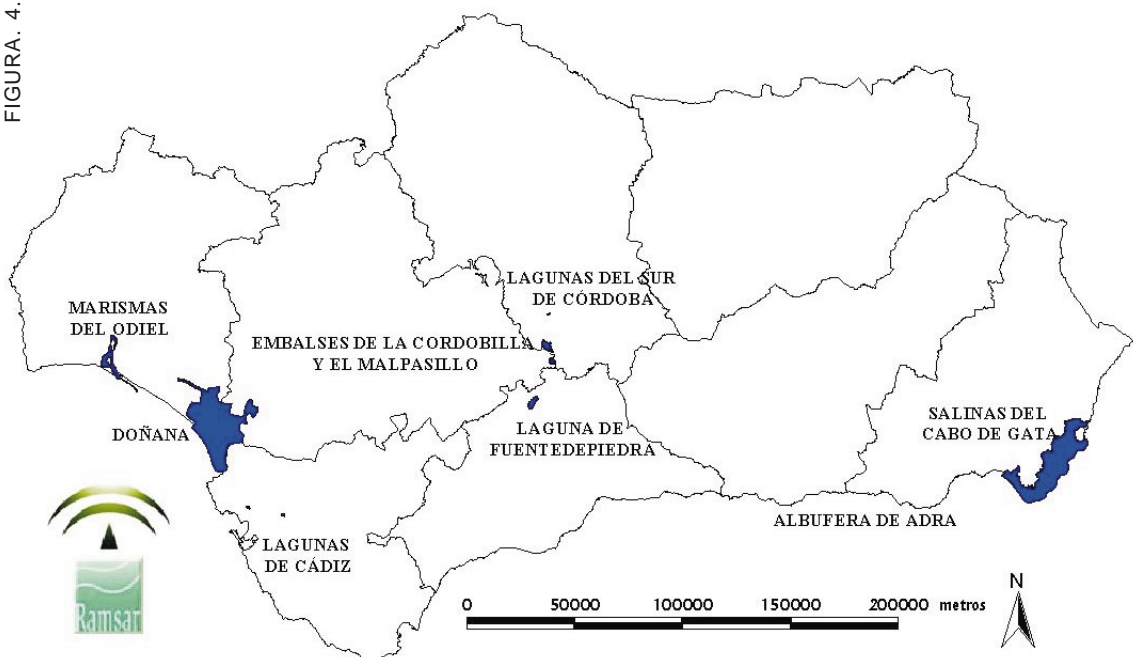 FIGURA. 4.
LAGUNAS DEL SUR
DE CÓRDOBA
MARISMAS
DEL ODIEL
EMBALSES DE LA CORDOBILLA
Y EL MALPASILLO
DOÑANA
LAGUNA DE
FUENTEDEPIEDRA
SALINAS DEL
CABO DE GATA
ALBUFERA DE ADRA
LAGUNAS
DE CÁDIZ
Ramsar
0 50000 100000 150000 200000 metros
N